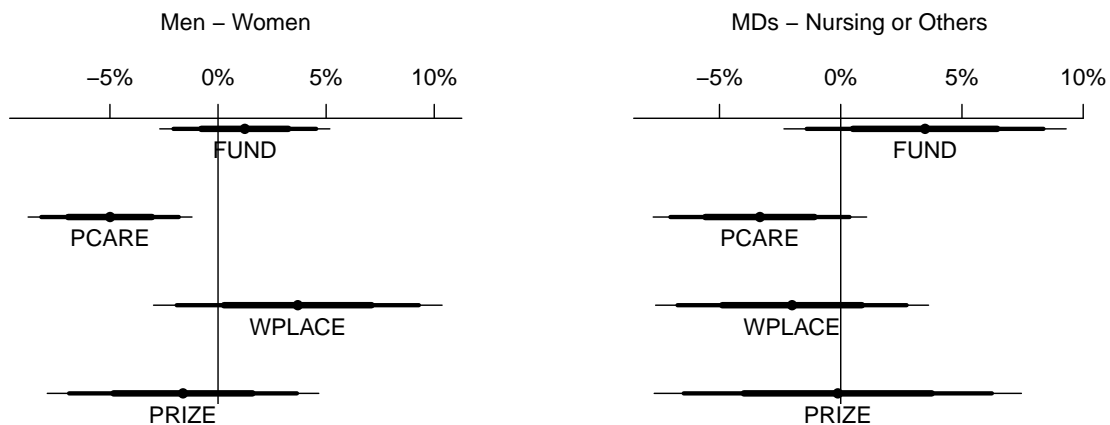 Men – Women
−5% 0% 5% 10%
FUND
PCARE
WPLACE
PRIZE
MDs – Nursing or Others
−5% 0% 5% 10%
FUND
PCARE
WPLACE
PRIZE